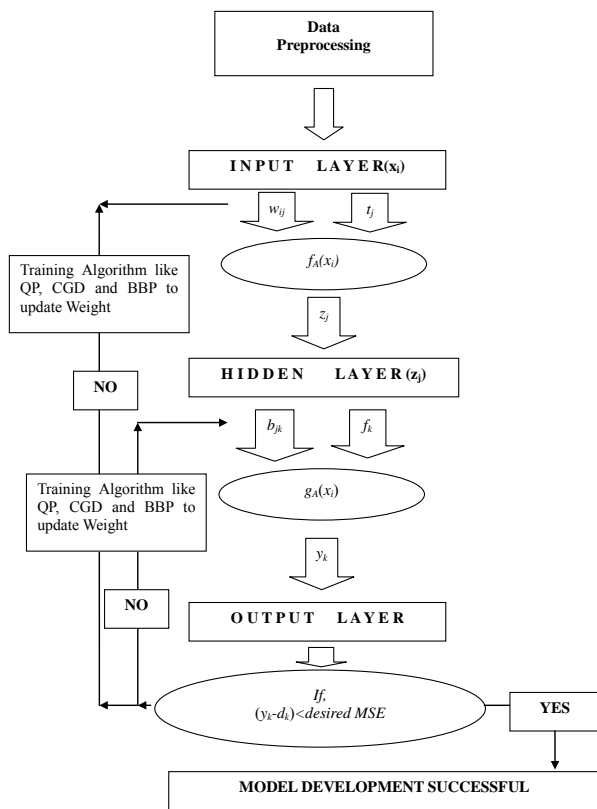 Data
Preprocessing
INPUT LAYER(xi)
wij
tj
fA(xi)
Training Algorithm like
QP, CGD and BBP to
update Weight
zj
HIDDEN LAYER(zj)
NO
bjk
fk
Training Algorithm like
QP, CGD and BBP to
update Weight
gA(xi)
yk
NO
OUTPUT LAYER
If,
(yk-dk)<desired MSE
YES
MODEL DEVELOPMENT SUCCESSFUL